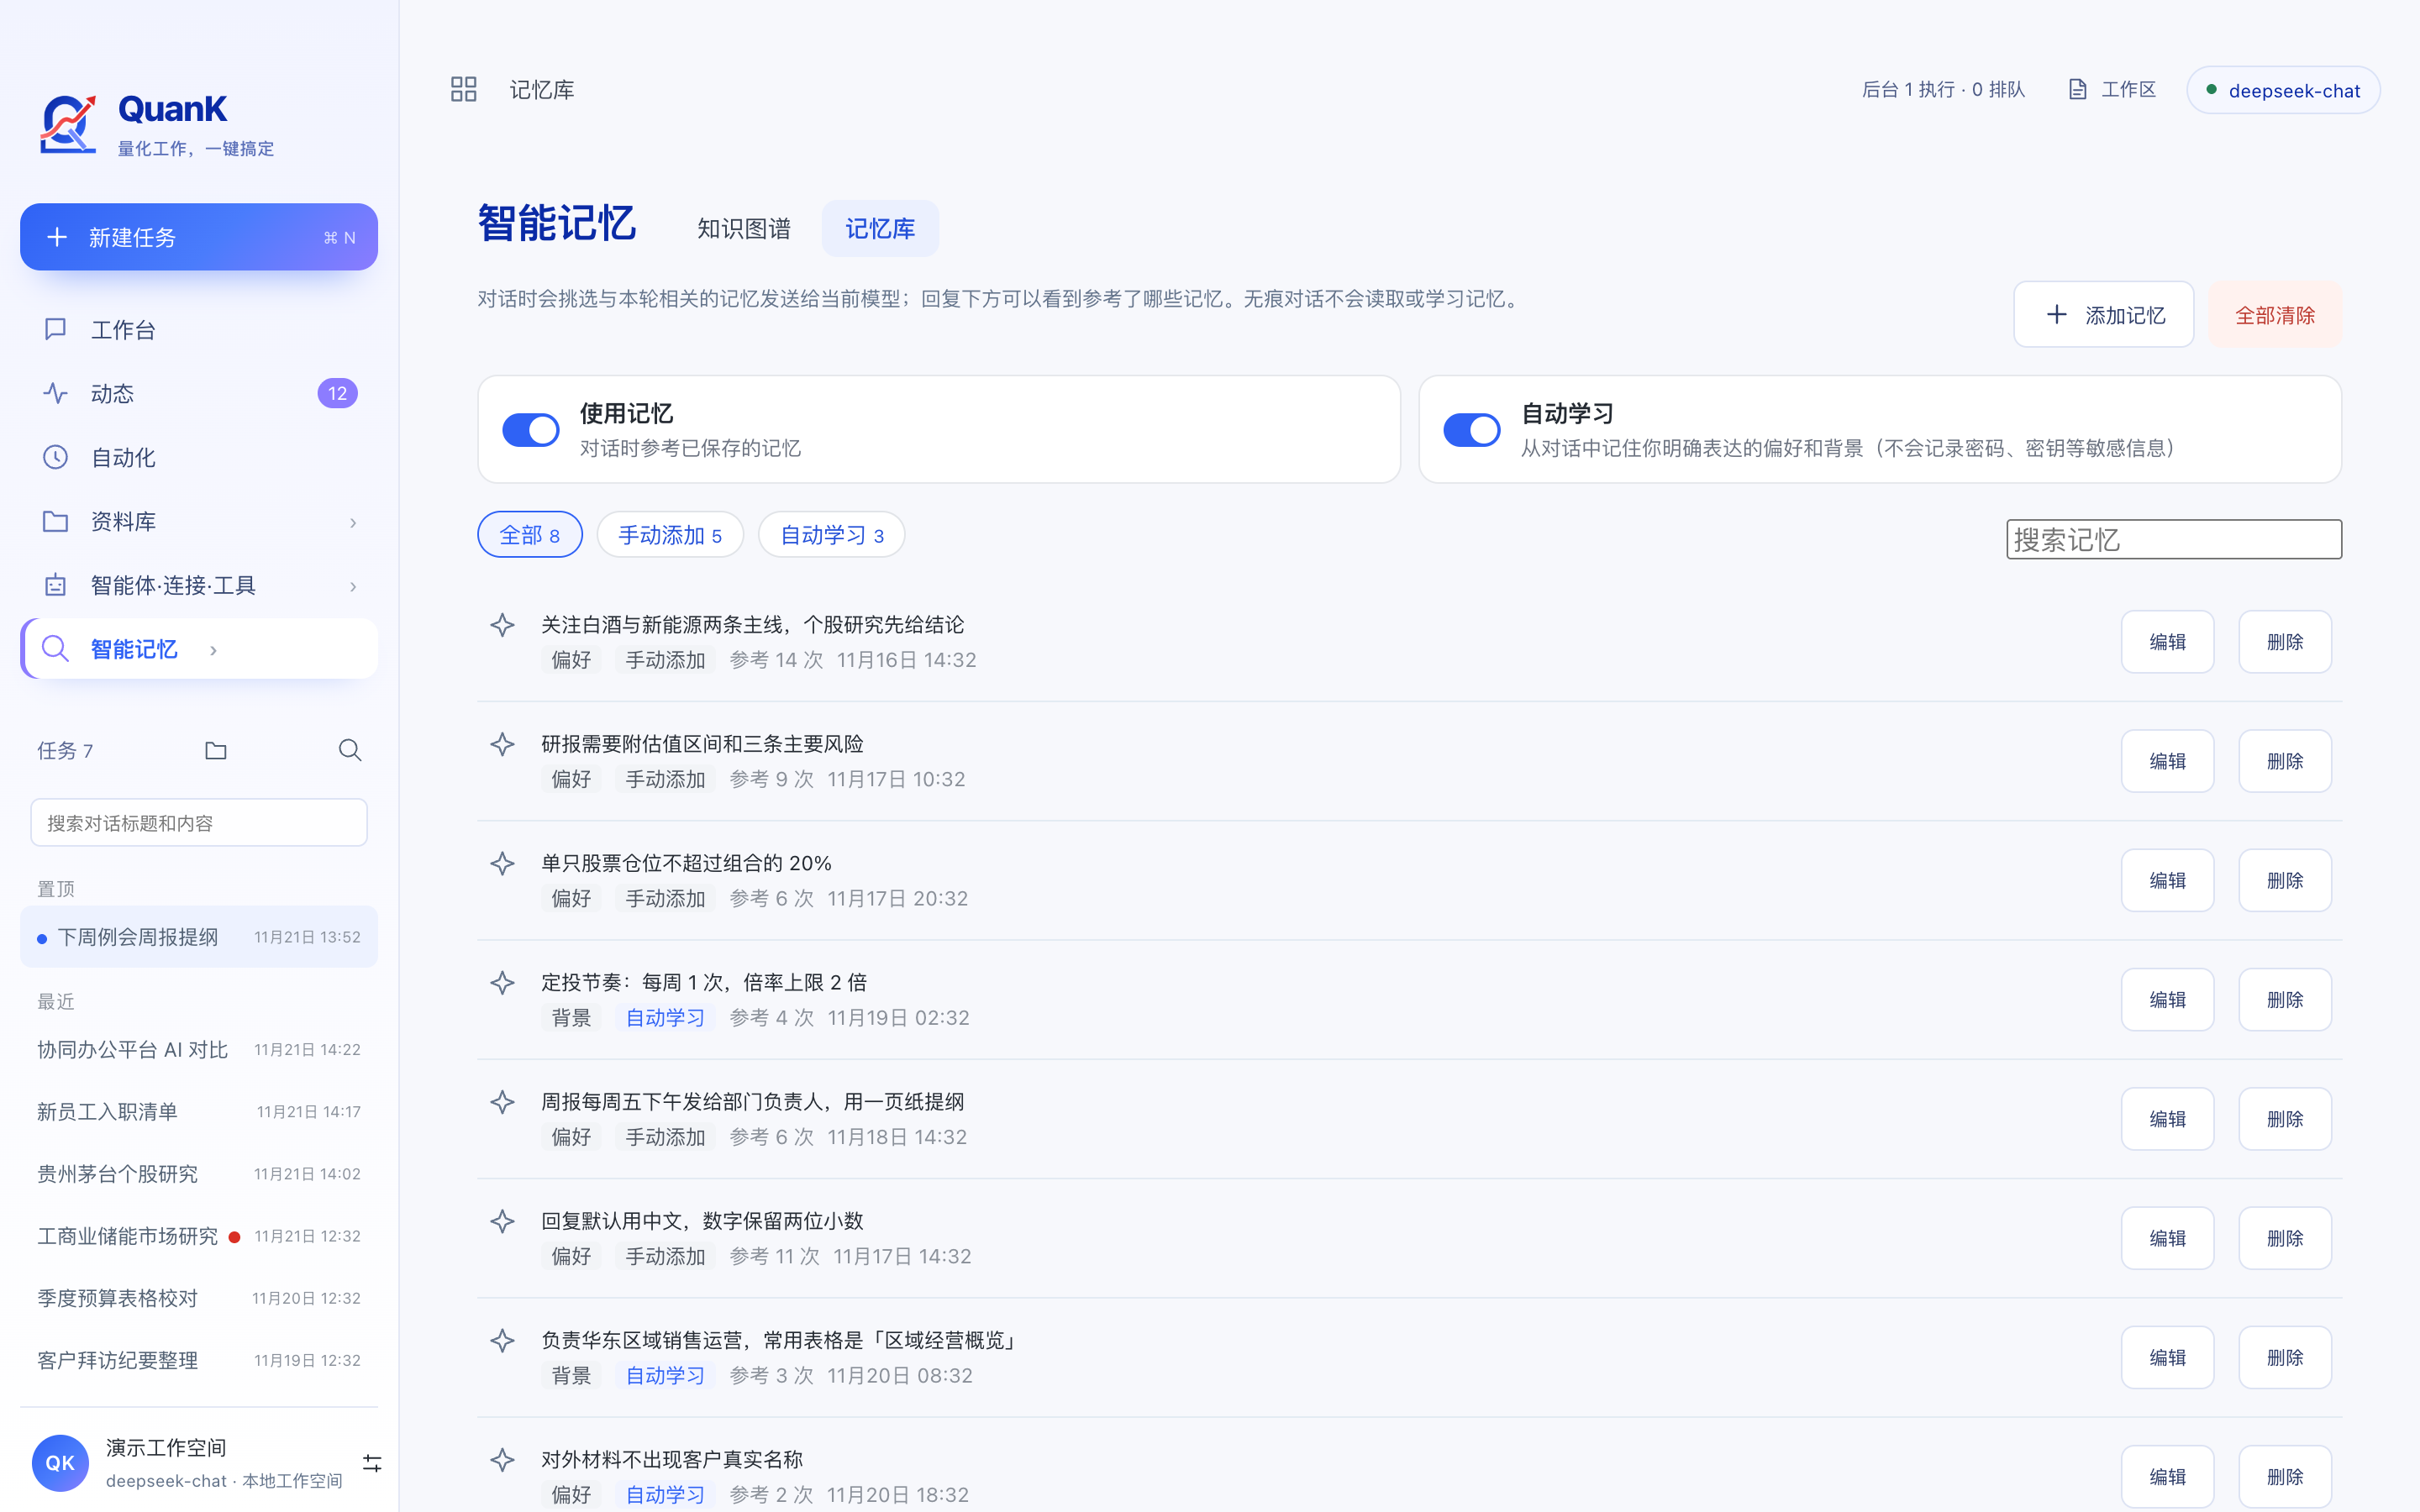 QuanK
量化工作，一键搞定
新建任务 ⌘ N
工作台
动态 12
自动化
资料库
智能体·连接·工具
智能记忆
任务 7
搜索对话标题和内容
置顶
下周例会周报提纲 11月21日 13:52
最近
协同办公平台 AI 对比 11月21日 14:22
新员工入职清单 11月21日 14:17
贵州茅台个股研究 11月21日 14:02
工商业储能市场研究 11月21日 12:32
季度预算表格校对 11月20日 12:32
客户拜访纪要整理 11月19日 12:32
QK
演示工作空间
deepseek-chat · 本地工作空间
记忆库
后台 1 执行 · 0 排队 工作区 deepseek-chat
智能记忆 知识图谱 记忆库
对话时会挑选与本轮相关的记忆发送给当前模型；回复下方可以看到参考了哪些记忆。无痕对话不会读取或学习记忆。
添加记忆 全部清除
使用记忆
对话时参考已保存的记忆
自动学习
从对话中记住你明确表达的偏好和背景（不会记录密码、密钥等敏感信息）
全部 8 手动添加 5 自动学习 3
搜索记忆
关注白酒与新能源两条主线，个股研究先给结论
偏好 手动添加 参考 14 次 11月16日 14:32
编辑 删除
研报需要附估值区间和三条主要风险
偏好 手动添加 参考 9 次 11月17日 10:32
编辑 删除
单只股票仓位不超过组合的 20%
偏好 手动添加 参考 6 次 11月17日 20:32
编辑 删除
定投节奏：每周 1 次，倍率上限 2 倍
背景 自动学习 参考 4 次 11月19日 02:32
编辑 删除
周报每周五下午发给部门负责人，用一页纸提纲
偏好 手动添加 参考 6 次 11月18日 14:32
编辑 删除
回复默认用中文，数字保留两位小数
偏好 手动添加 参考 11 次 11月17日 14:32
编辑 删除
负责华东区域销售运营，常用表格是「区域经营概览」
背景 自动学习 参考 3 次 11月20日 08:32
编辑 删除
对外材料不出现客户真实名称
偏好 自动学习 参考 2 次 11月20日 18:32
编辑 删除